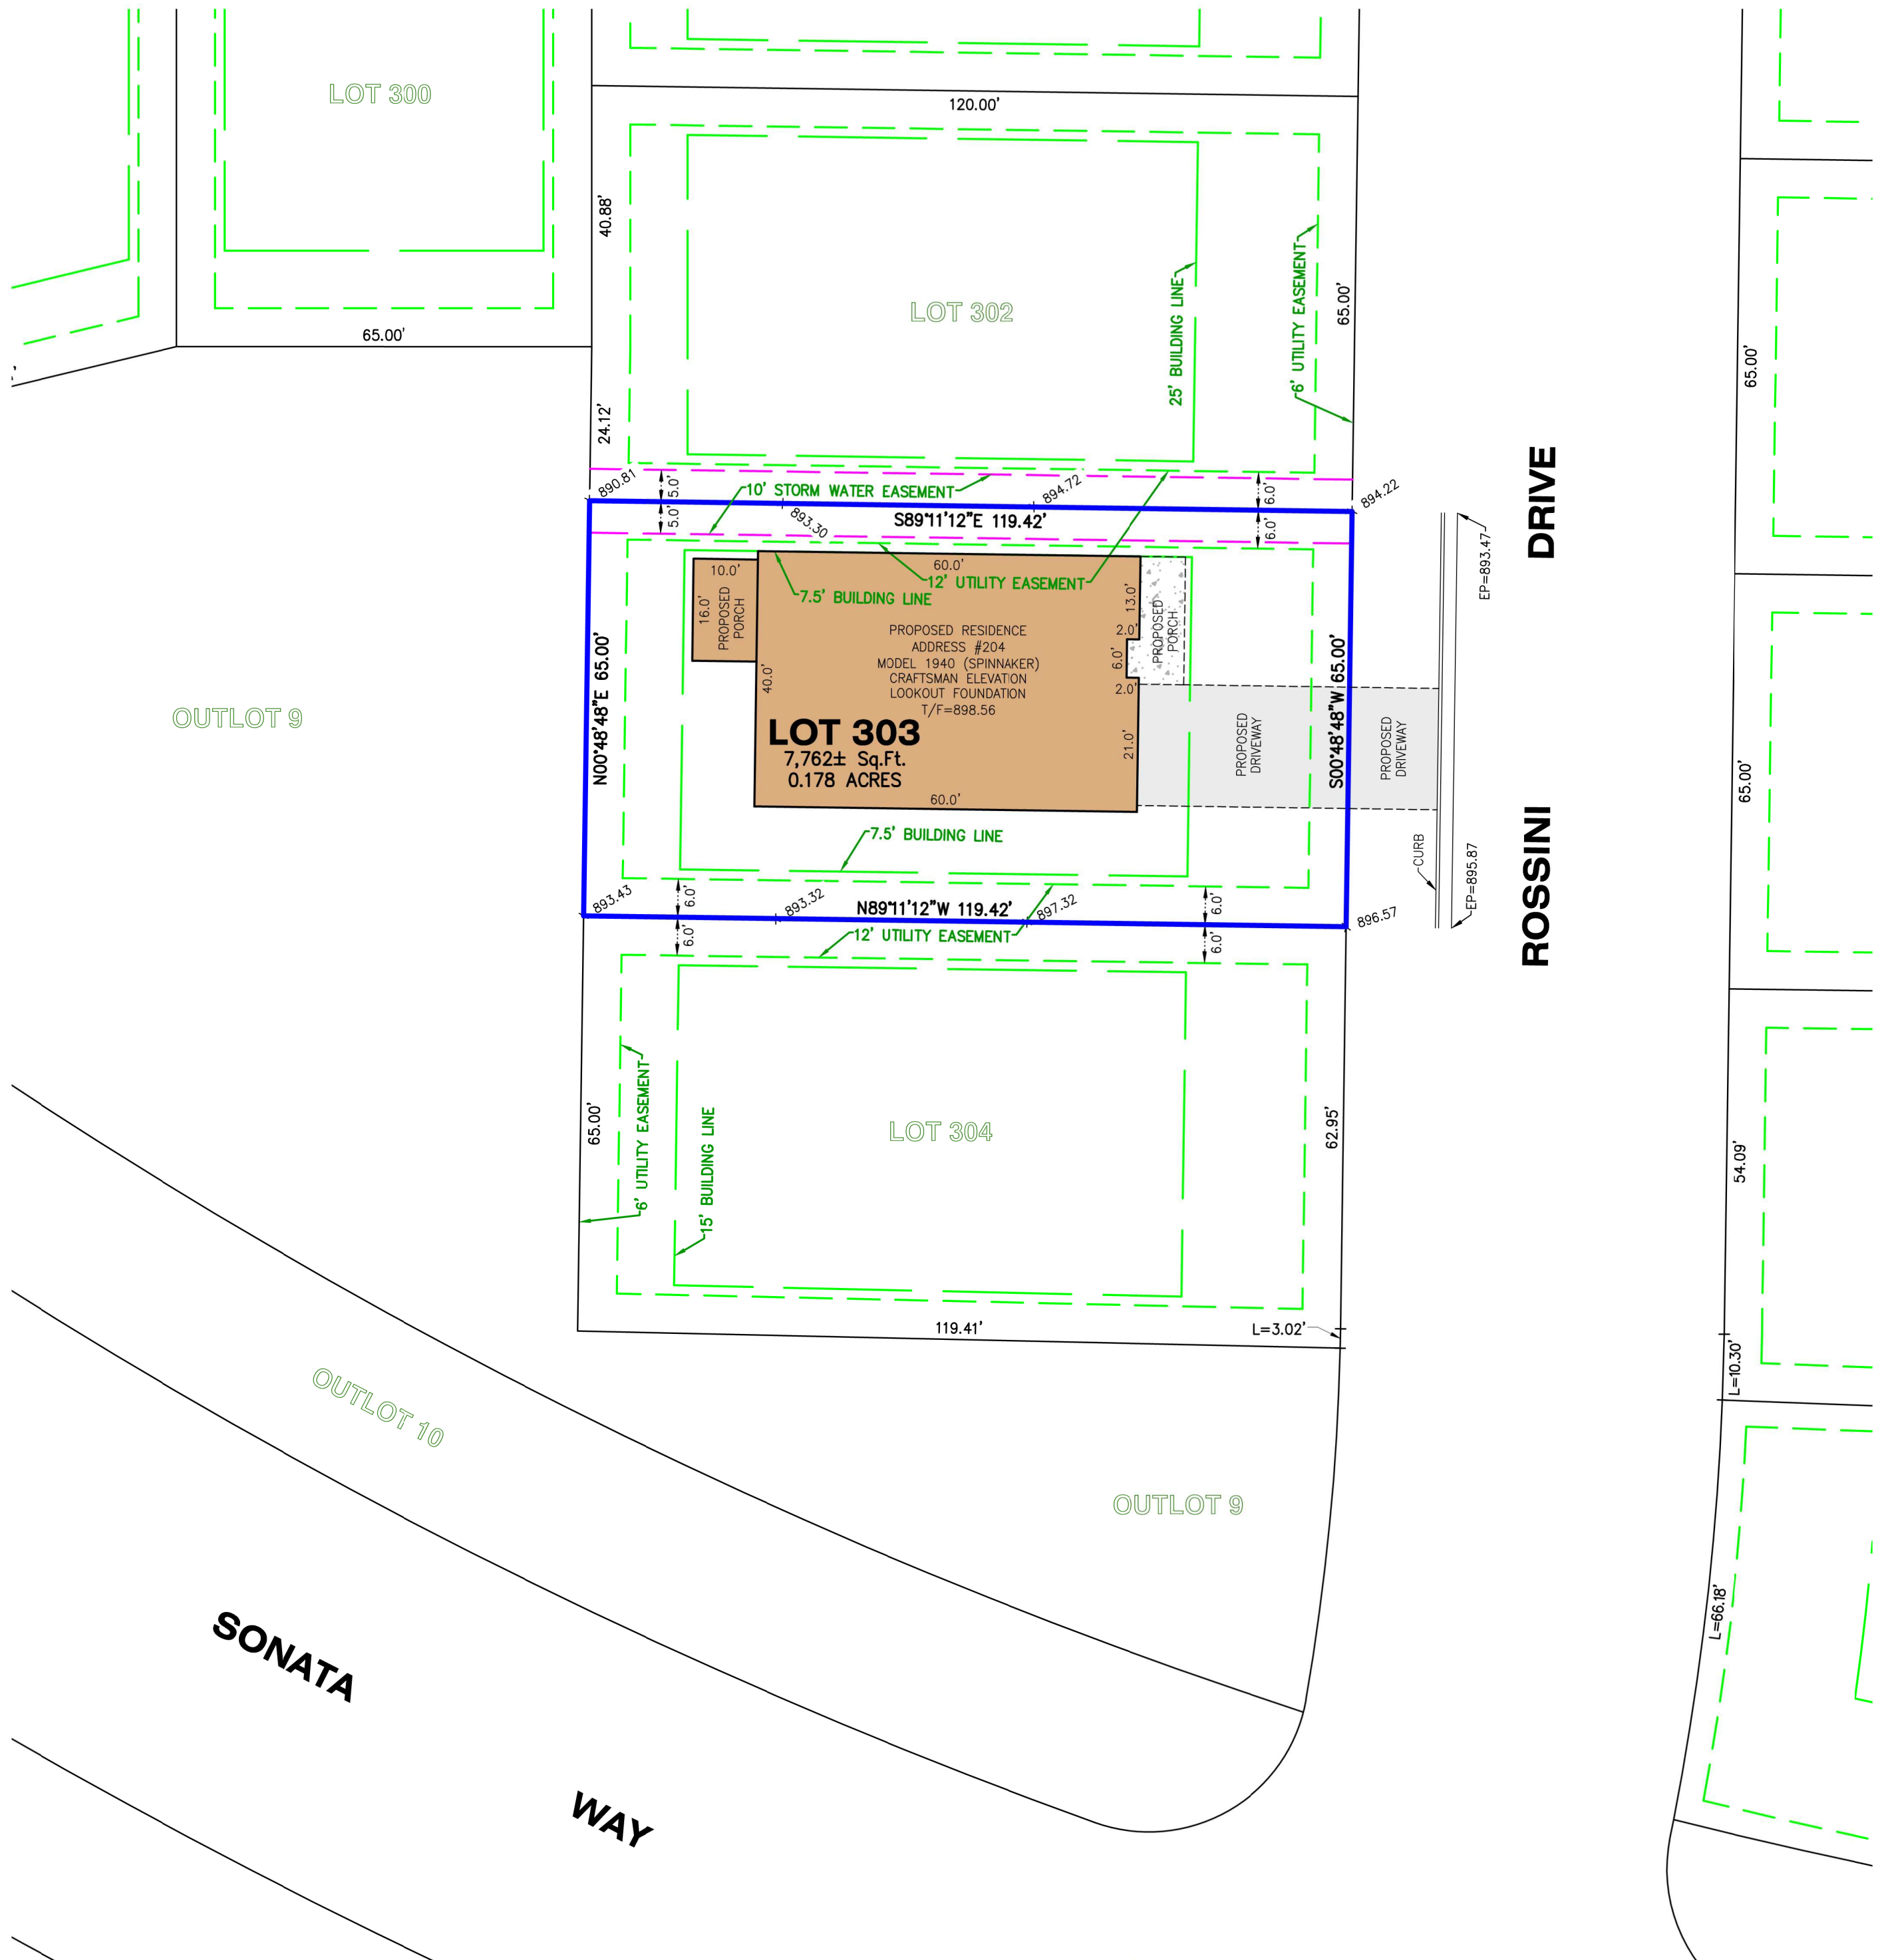 LOT 300
120.00'
40.88'
LOT 302
25' BUILDING LINE
6' UTILITY EASEMENT
65.00'
65.00'
65.00'
24.12'
890.81
5.0'
5.0'
10' STORM WATER EASEMENT
894.72
6.0'
6.0'
894.22
893.30
S89°11'12"E 119.42'
EP=893.47
DRIVE
10.0'
60.0'
12' UTILITY EASEMENT
7.5' BUILDING LINE
16.0'
PROPOSED
PORCH
13.0'
2.0'
6.0'
2.0'
PROPOSED
PORCH
PROPOSED RESIDENCE
ADDRESS #204
MODEL 1940 (SPINNAKER)
CRAFTSMAN ELEVATION
LOOKOUT FOUNDATION
T/F=898.56
40.0'
N00°48'48"E 65.00'
S00°48'48"W 65.00'
OUTLOT 9
LOT 303
7,762± Sq.Ft.
0.178 ACRES
21.0'
PROPOSED
DRIVEWAY
PROPOSED
DRIVEWAY
65.00'
60.0'
7.5' BUILDING LINE
ROSSINI
CURB
EP=895.87
893.43
6.0'
6.0'
893.32
N89°11'12"W 119.42'
897.32
6.0'
6.0'
896.57
12' UTILITY EASEMENT
65.00'
6' UTILITY EASEMENT
15' BUILDING LINE
LOT 304
62.95'
54.09'
119.41'
L=3.02'
L=10.30'
OUTLOT 10
OUTLOT 9
L=66.18'
SONATA
WAY